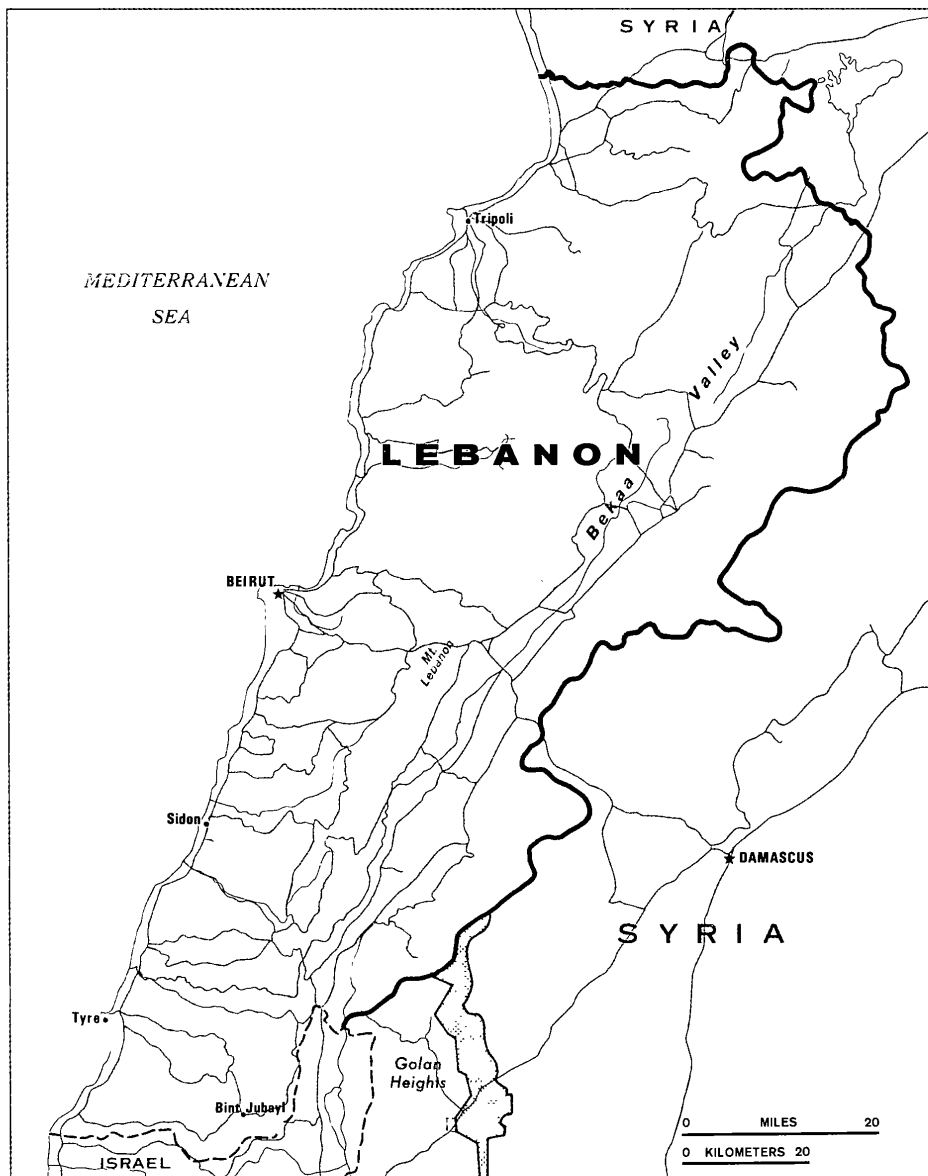 SYRIA
Tripoli
MEDITERRANEAN
SEA
Valley
LEBANON
Bekaa
BEIRUT
Mt.
Lebanon
Sidon
DAMASCUS
SYRIA
Tyre
Golan
Heights
Bint Jubayl
ISRAEL
0 MILES 20
0 KILOMETERS 20